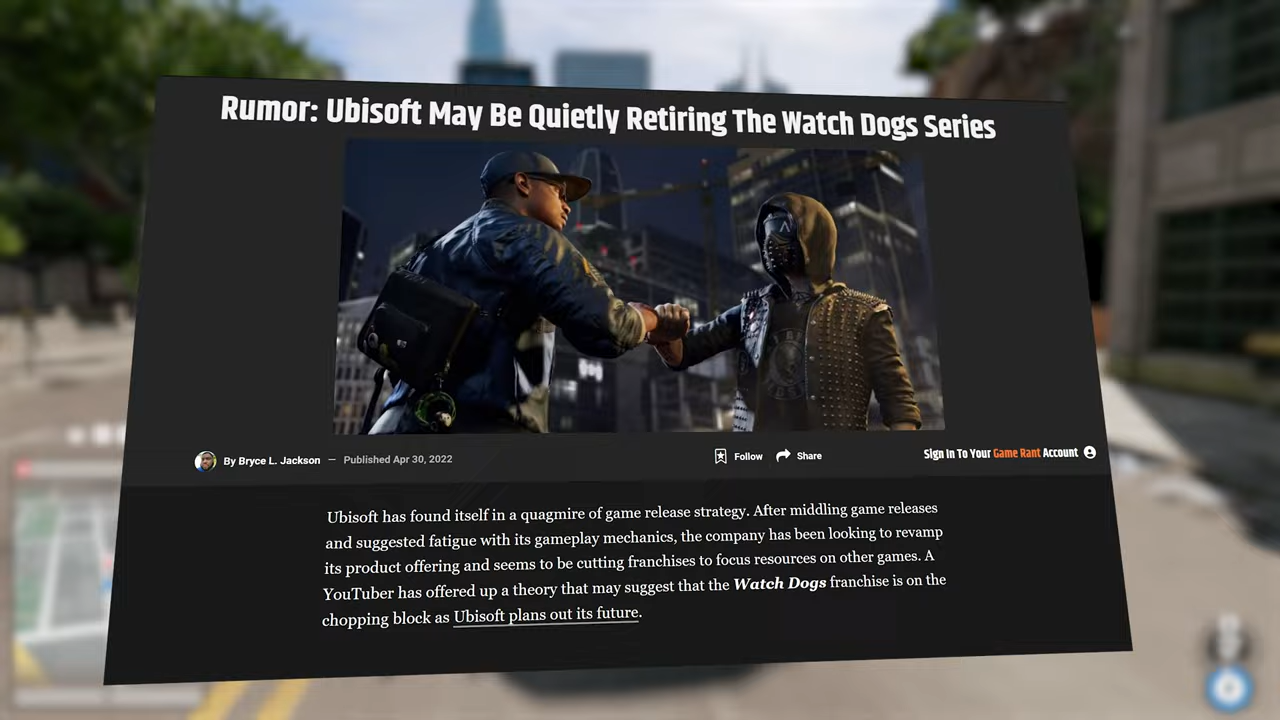 Rumor: Ubisoft May Be Quietly Retiring The Watch Dogs Series
By Bryce L. Jackson — Published Apr 30, 2022
Follow Share
Sign In To Your Game Rant Account
Ubisoft has found itself in a quagmire of game release strategy. After middling game releases
and suggested fatigue with its gameplay mechanics, the company has been looking to revamp
its product offering and seems to be cutting franchises to focus resources on other games. A
YouTuber has offered up a theory that may suggest that the Watch Dogs franchise is on the
chopping block as Ubisoft plans out its future.